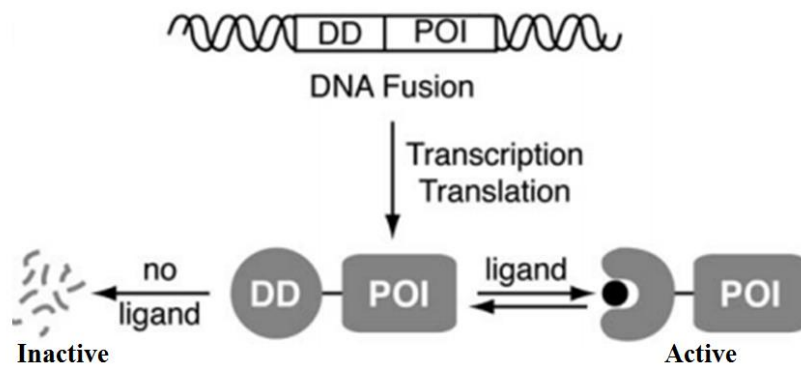 DD POI
DNA Fusion
Transcription
Translation
no
ligand
DD
POI
ligand
POI
Inactive
Active